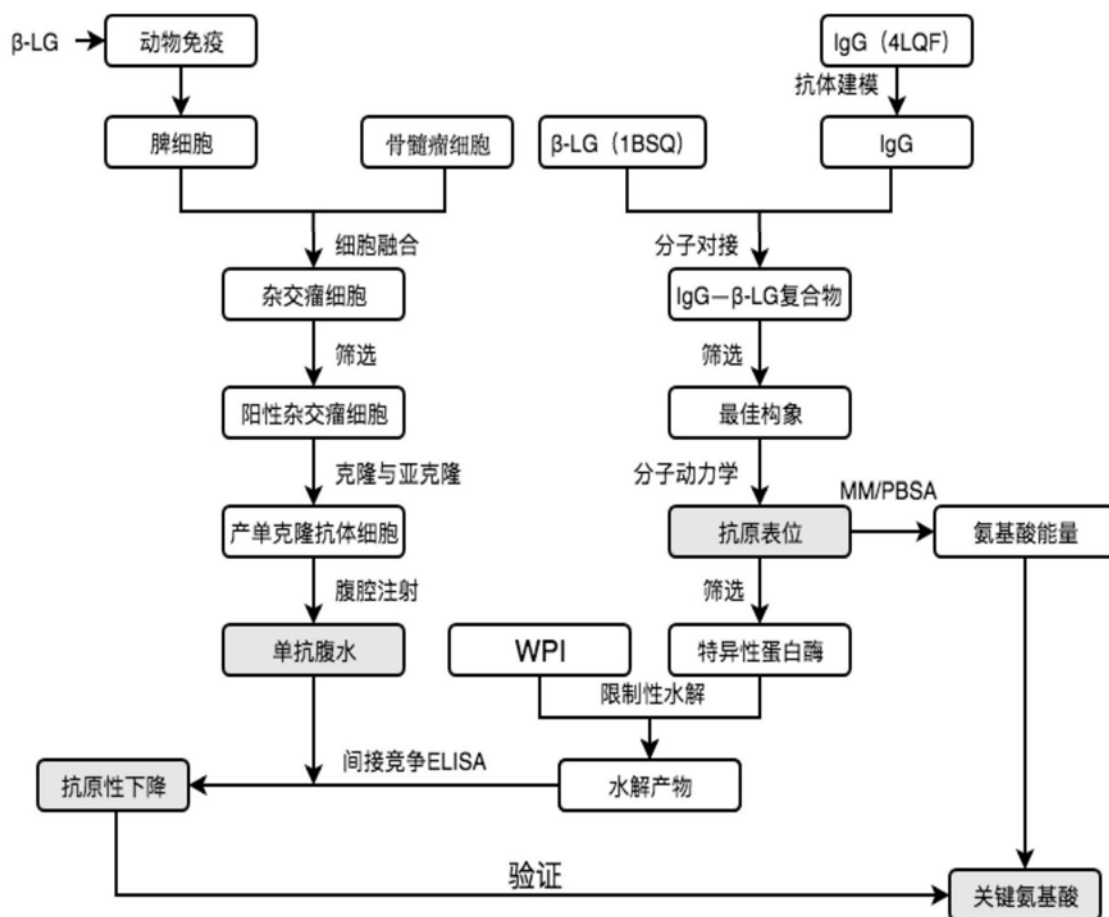 β-LG
动物免疫
IgG（4LQF）
抗体建模
脾细胞
骨髓瘤细胞
β-LG（1BSQ）
IgG
细胞融合
分子对接
杂交瘤细胞
IgG—β-LG复合物
筛选
筛选
阳性杂交瘤细胞
最佳构象
克隆与亚克隆
分子动力学
MM/PBSA
产单克隆抗体细胞
抗原表位
氨基酸能量
腹腔注射
筛选
单抗腹水
WPI
特异性蛋白酶
限制性水解
间接竞争ELISA
抗原性下降
水解产物
验证
关键氨基酸